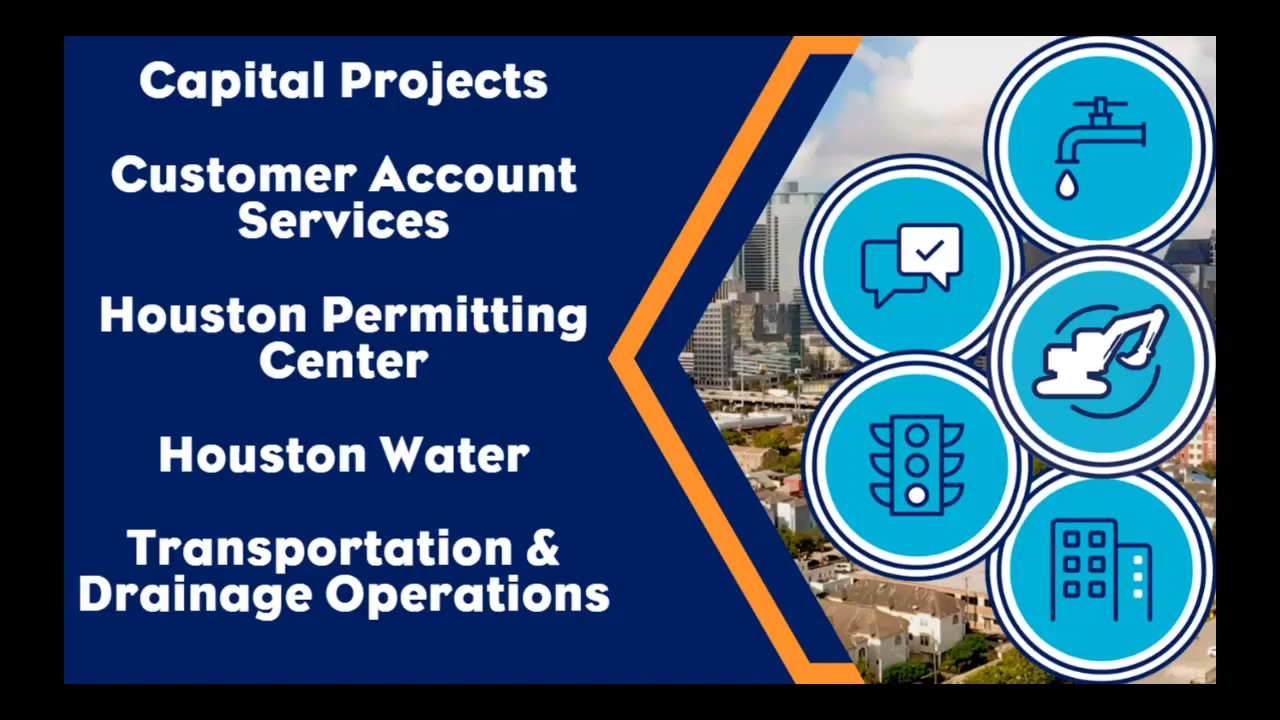 Capital Projects
Customer Account
Services
Houston Permitting
Center
Houston Water
Transportation &
Drainage Operations